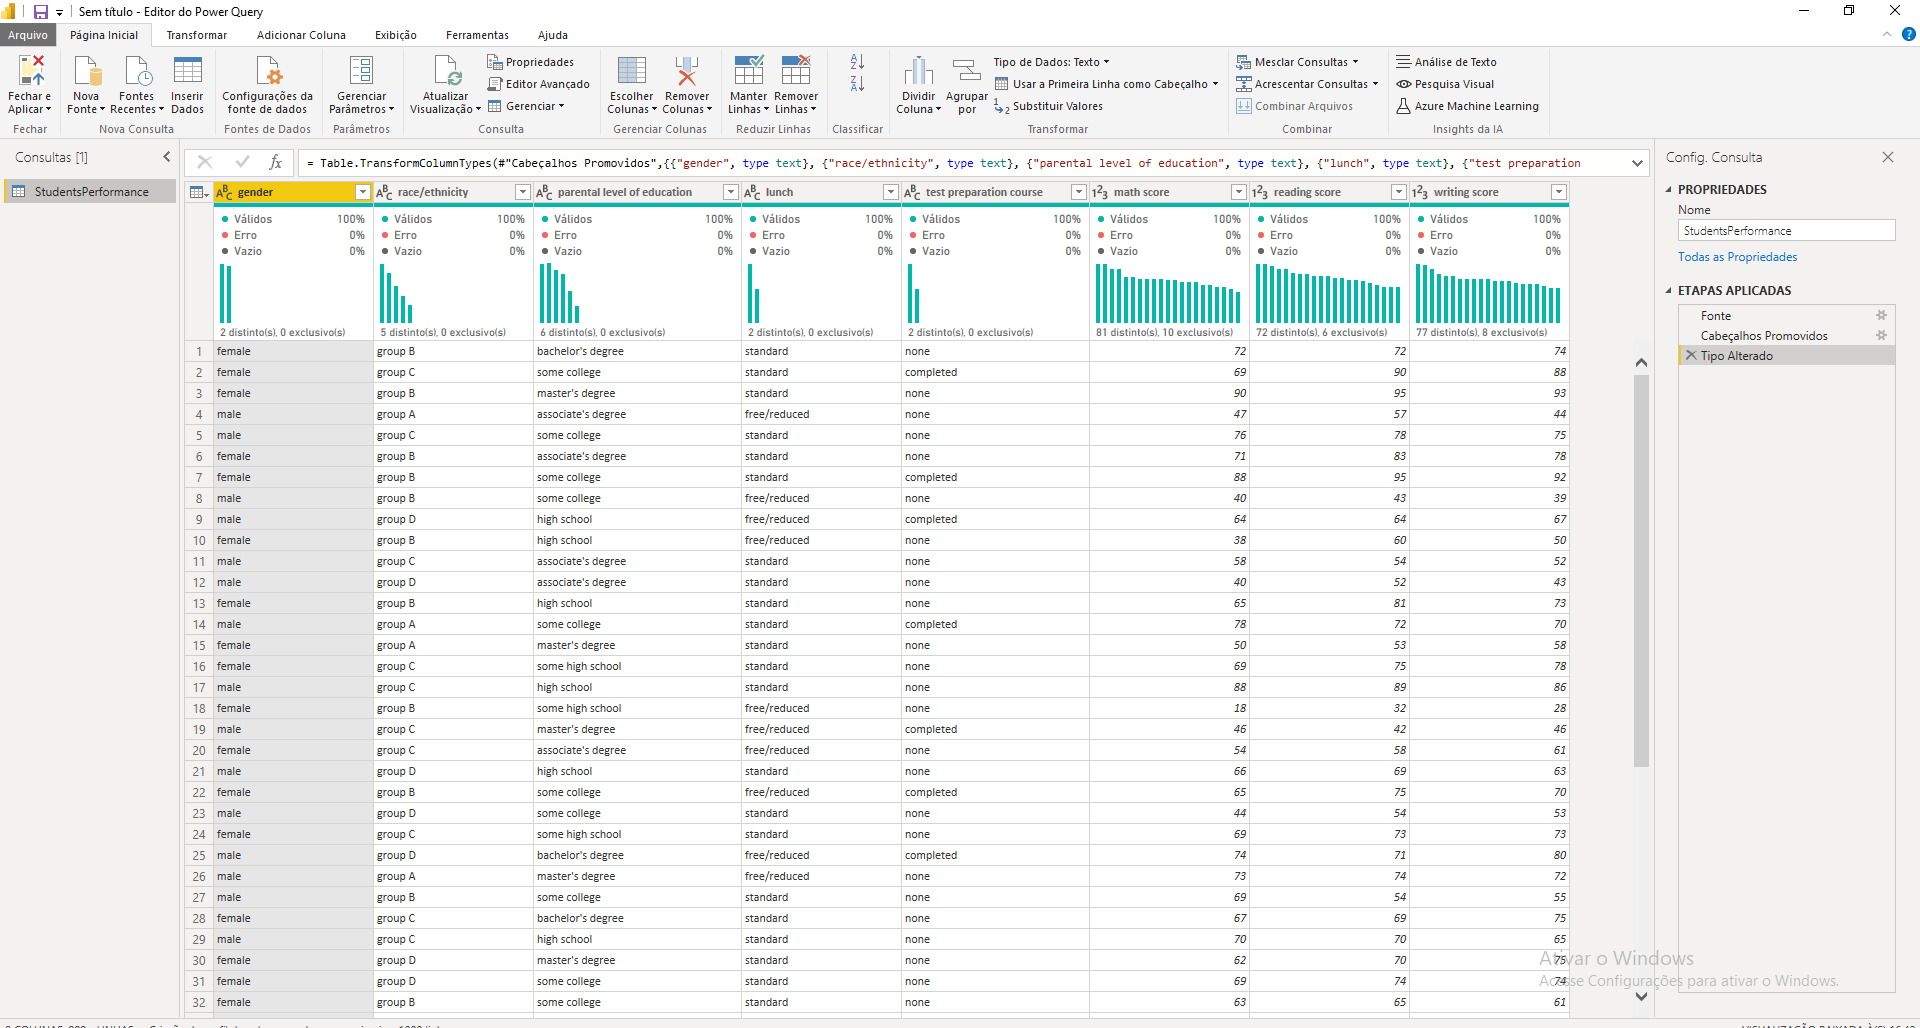 Sem título - Editor do Power Query
Arquivo Página Inicial Transformar Adicionar Coluna Exibição Ferramentas Ajuda
Fechar e Aplicar
Fechar
Nova Fonte
Fontes Recentes
Inserir Dados
Nova Consulta
Configurações da fonte de dados
Fontes de Dados
Gerenciar Parâmetros
Parâmetros
Atualizar Visualização
Propriedades
Editor Avançado
Gerenciar
Consulta
Escolher Colunas
Remover Colunas
Gerenciar Colunas
Manter Linhas
Remover Linhas
Reduzir Linhas
Classificar
Dividir Coluna
Agrupar por
Tipo de Dados: Texto
Usar a Primeira Linha como Cabeçalho
Substituir Valores
Transformar
Mesclar Consultas
Acrescentar Consultas
Combinar Arquivos
Combinar
Análise de Texto
Pesquisa Visual
Azure Machine Learning
Insights da IA
Consultas [1]
StudentsPerformance
= Table.TransformColumnTypes(#"Cabeçalhos Promovidos",{{"gender", type text}, {"race/ethnicity", type text}, {"parental level of education", type text}, {"lunch", type text}, {"test preparation
gender race/ethnicity parental level of education lunch test preparation course math score reading score writing score
Válidos 100% Válidos 100% Válidos 100% Válidos 100% Válidos 100% Válidos 100% Válidos 100% Válidos 100%
Erro 0% Erro 0% Erro 0% Erro 0% Erro 0% Erro 0% Erro 0% Erro 0%
Vazio 0% Vazio 0% Vazio 0% Vazio 0% Vazio 0% Vazio 0% Vazio 0% Vazio 0%
2 distinto(s), 0 exclusivo(s) 5 distinto(s), 0 exclusivo(s) 6 distinto(s), 0 exclusivo(s) 2 distinto(s), 0 exclusivo(s) 2 distinto(s), 0 exclusivo(s) 81 distinto(s), 10 exclusivo(s) 72 distinto(s), 6 exclusivo(s) 77 distinto(s), 8 exclusivo(s)
1 female group B bachelor's degree standard none 72 72 74
2 female group C some college standard completed 69 90 88
3 female group B master's degree standard none 90 95 93
4 male group A associate's degree free/reduced none 47 57 44
5 male group C some college standard none 76 78 75
6 female group B associate's degree standard none 71 83 78
7 female group B some college standard completed 88 95 92
8 male group B some college free/reduced none 40 43 39
9 male group D high school free/reduced completed 64 64 67
10 female group B high school free/reduced none 38 60 50
11 male group C associate's degree standard none 58 54 52
12 male group D associate's degree standard none 40 52 43
13 female group B high school standard none 65 81 73
14 male group A some college standard completed 78 72 70
15 female group A master's degree standard none 50 53 58
16 female group C some high school standard none 69 75 78
17 male group C high school standard none 88 89 86
18 female group B some high school free/reduced none 18 32 28
19 male group C master's degree free/reduced completed 46 42 46
20 female group C associate's degree free/reduced none 54 58 61
21 male group D high school standard none 66 69 63
22 female group B some college free/reduced completed 65 75 70
23 male group D some college standard none 44 54 53
24 female group C some high school standard none 69 73 73
25 male group D bachelor's degree free/reduced completed 74 71 80
26 male group A master's degree free/reduced none 73 74 72
27 male group B some college standard none 69 54 55
28 female group C bachelor's degree standard none 67 69 75
29 male group C high school standard none 70 70 65
30 female group D master's degree standard none 62 70 75
31 female group D some college standard none 69 74 74
32 female group B some college standard none 63 65 61
Config. Consulta
PROPRIEDADES
Nome
StudentsPerformance
Todas as Propriedades
ETAPAS APLICADAS
Fonte
Cabeçalhos Promovidos
Tipo Alterado
Ativar o Windows
Acesse Configurações para ativar o Windows.